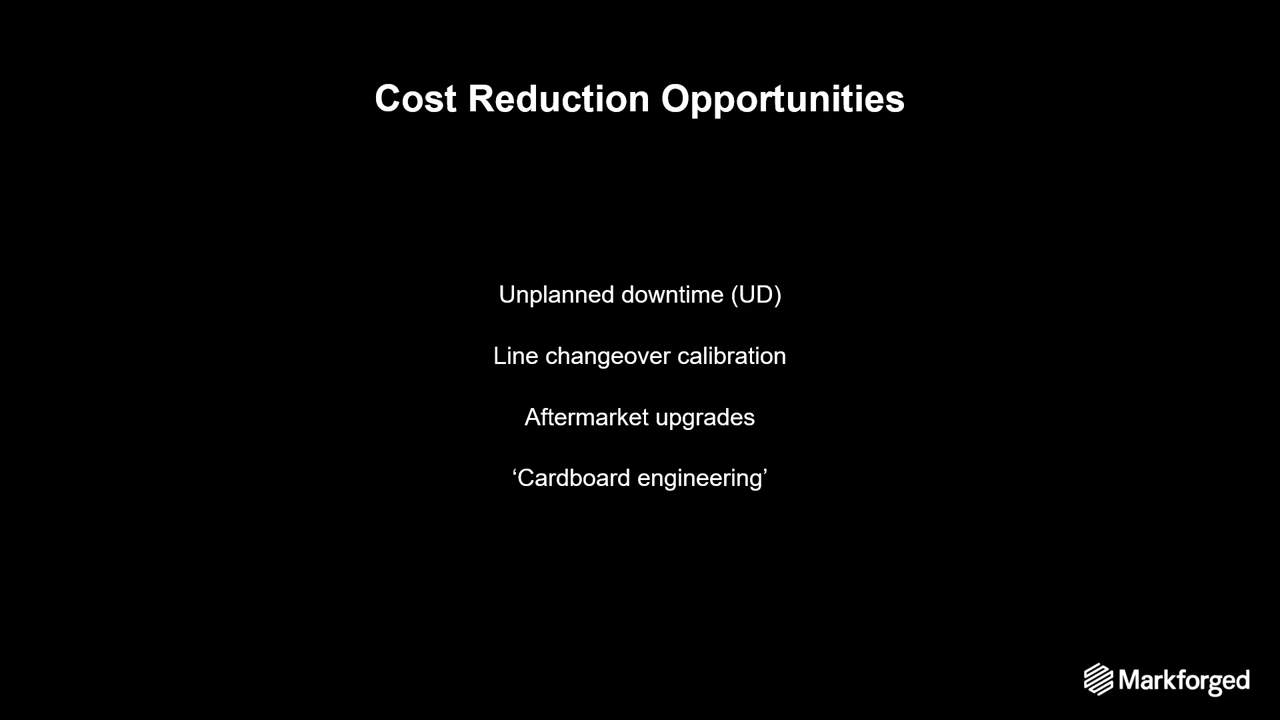 Cost Reduction Opportunities
Unplanned downtime (UD)
Line changeover calibration
Aftermarket upgrades
‘Cardboard engineering’
Markforged